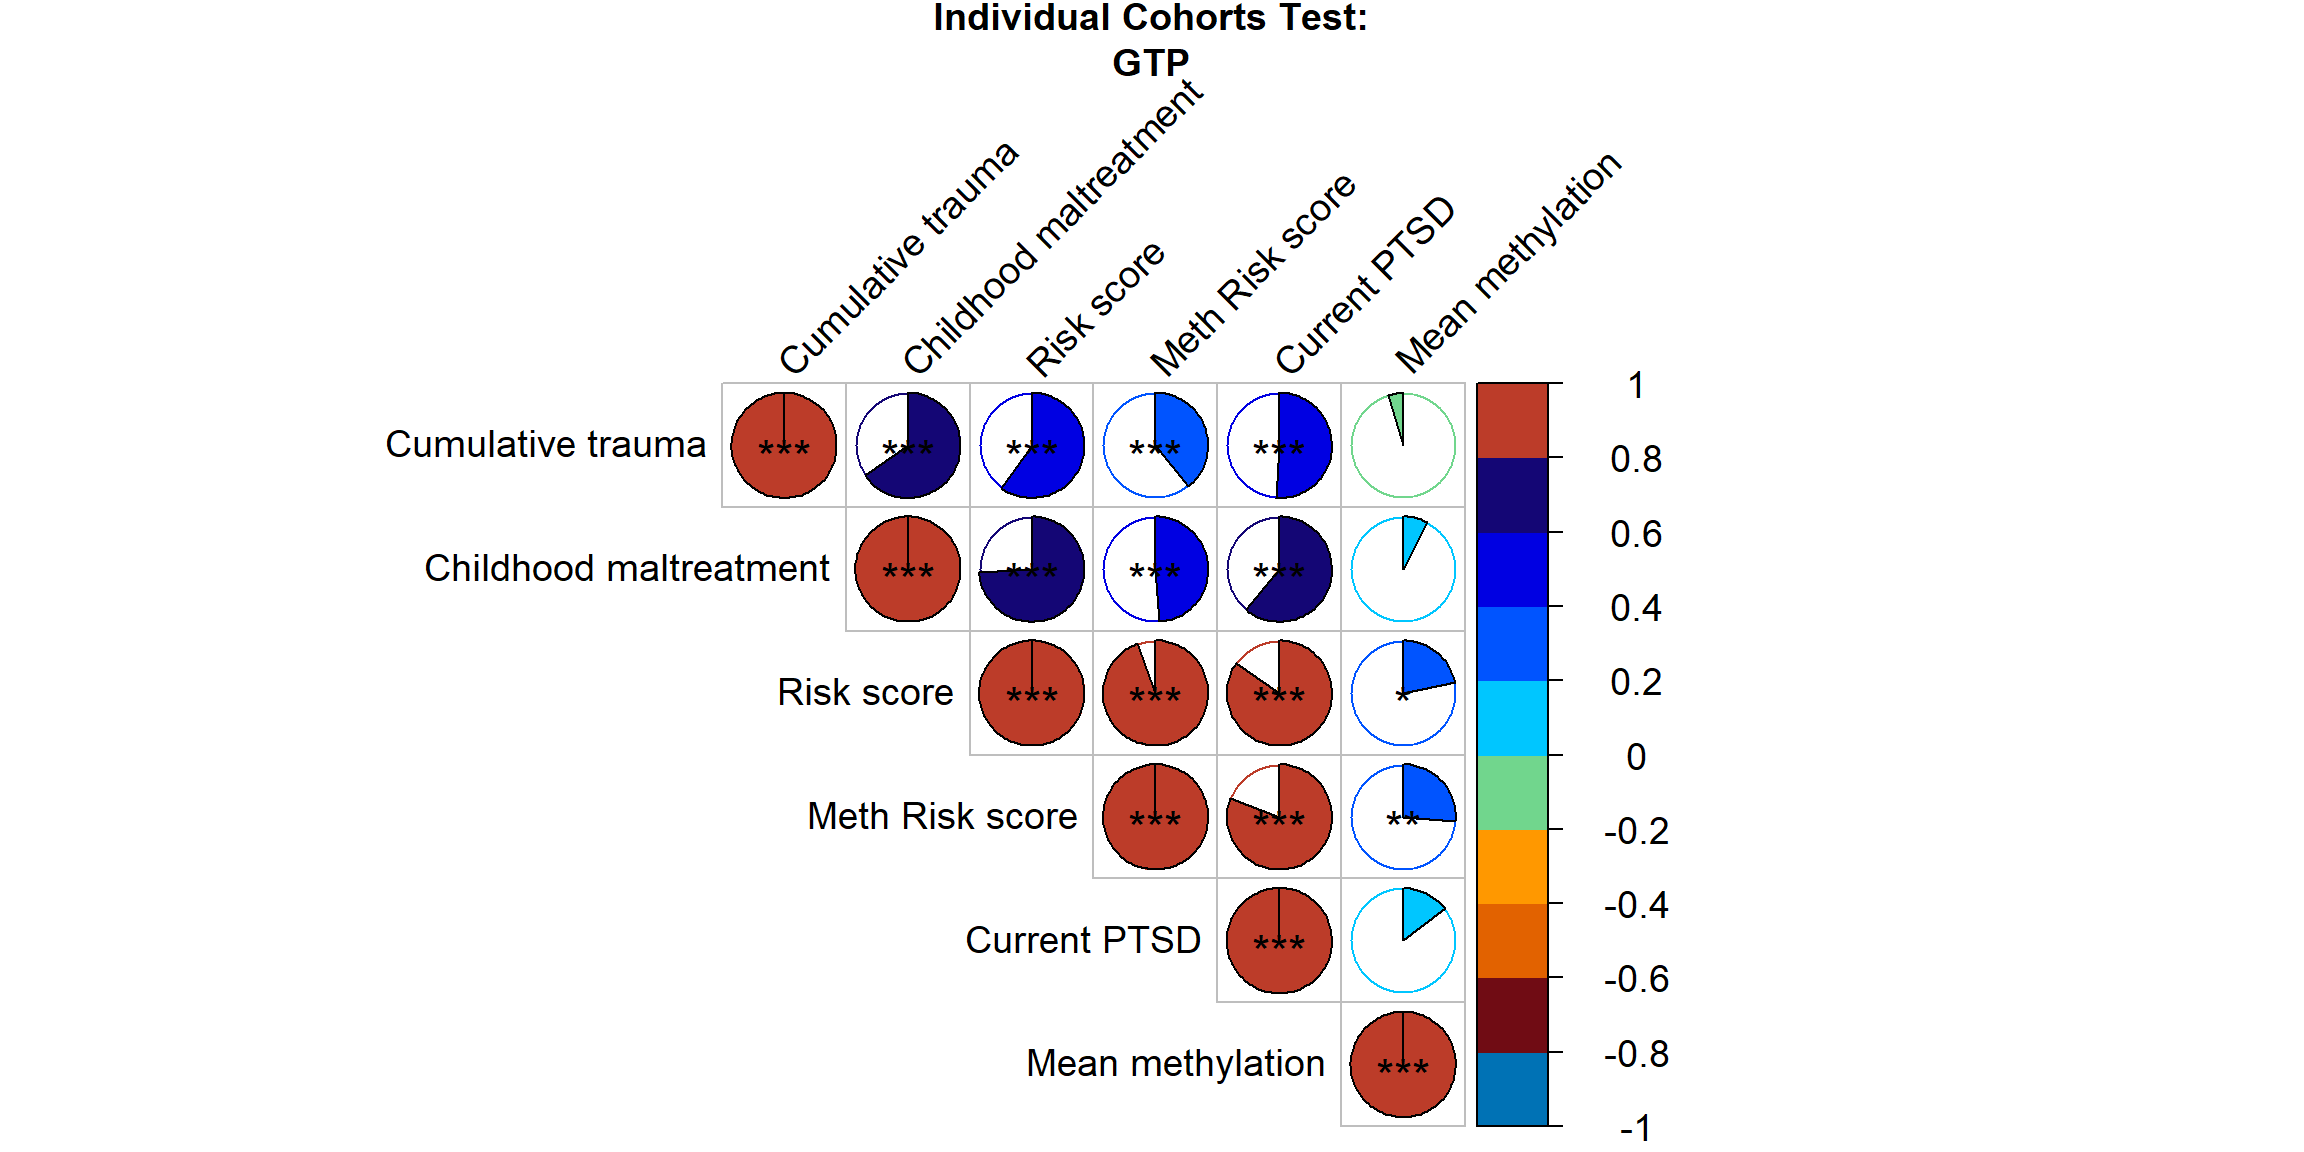 Individual Cohorts Test:
GTP
Cumulative trauma
Childhood maltreatment
Risk score
Meth Risk score
Current PTSD
Mean methylation
Cumulative trauma
*** *** *** *** ***
Childhood maltreatment
*** *** *** ***
Risk score
*** *** *** *
Meth Risk score
*** *** **
Current PTSD
***
Mean methylation
***
1
0.8
0.6
0.4
0.2
0
-0.2
-0.4
-0.6
-0.8
-1